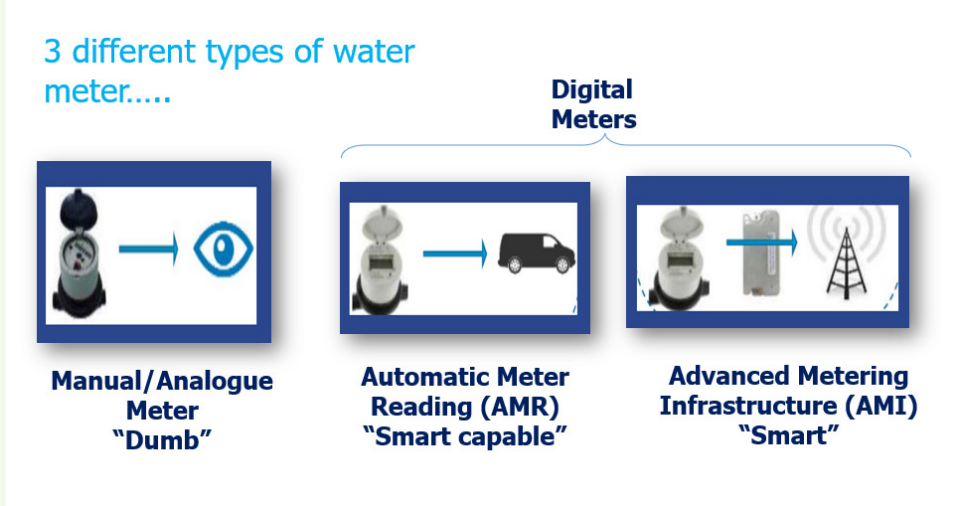 3 different types of water
meter.....
Digital
Meters
Manual/Analogue
Meter
“Dumb”
Automatic Meter
Reading (AMR)
“Smart capable”
Advanced Metering
Infrastructure (AMI)
“Smart”